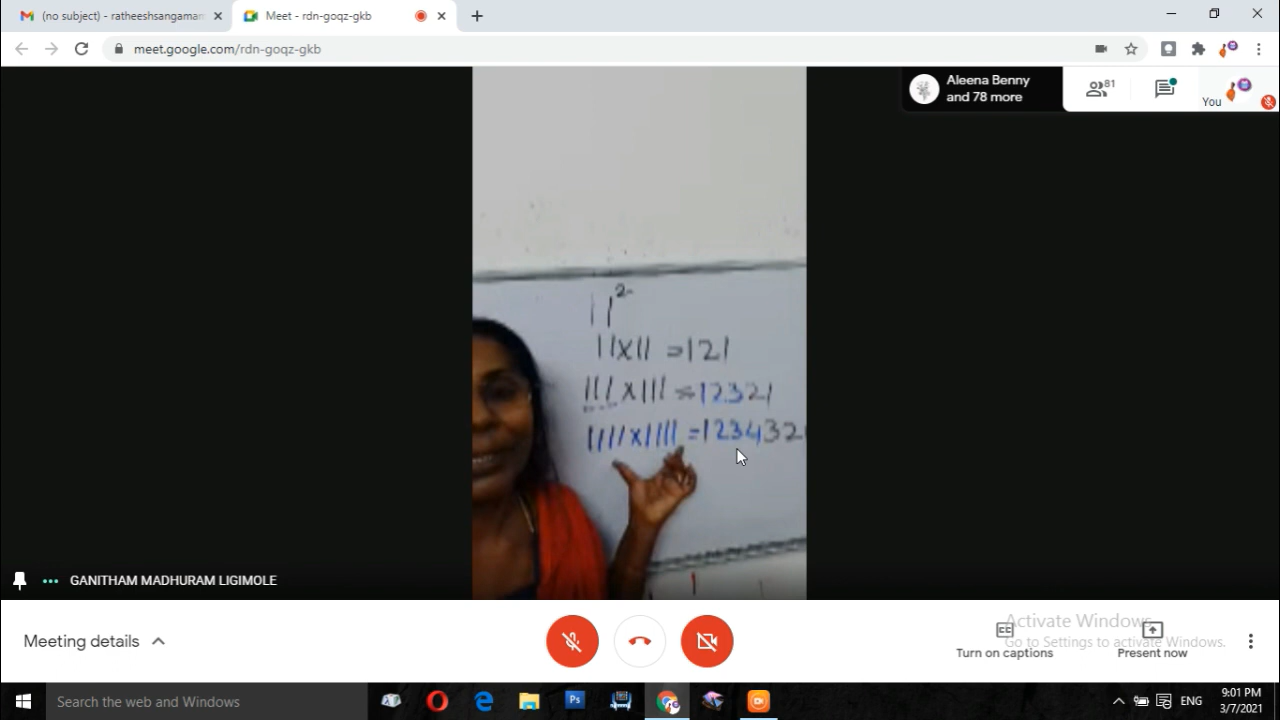 (no subject) - ratheeshsangamam
Meet - rdn-goqz-gkb
meet.google.com/rdn-goqz-gkb
Aleena Benny
and 78 more
81
You
11²
11x11 =121
111x111 =12321
1111x1111 =123432
GANITHAM MADHURAM LIGIMOLE
Meeting details
Turn on captions
Present now
Activate Windows
Go to Settings to activate Windows.
Search the web and Windows
ENG
9:01 PM
3/7/2021